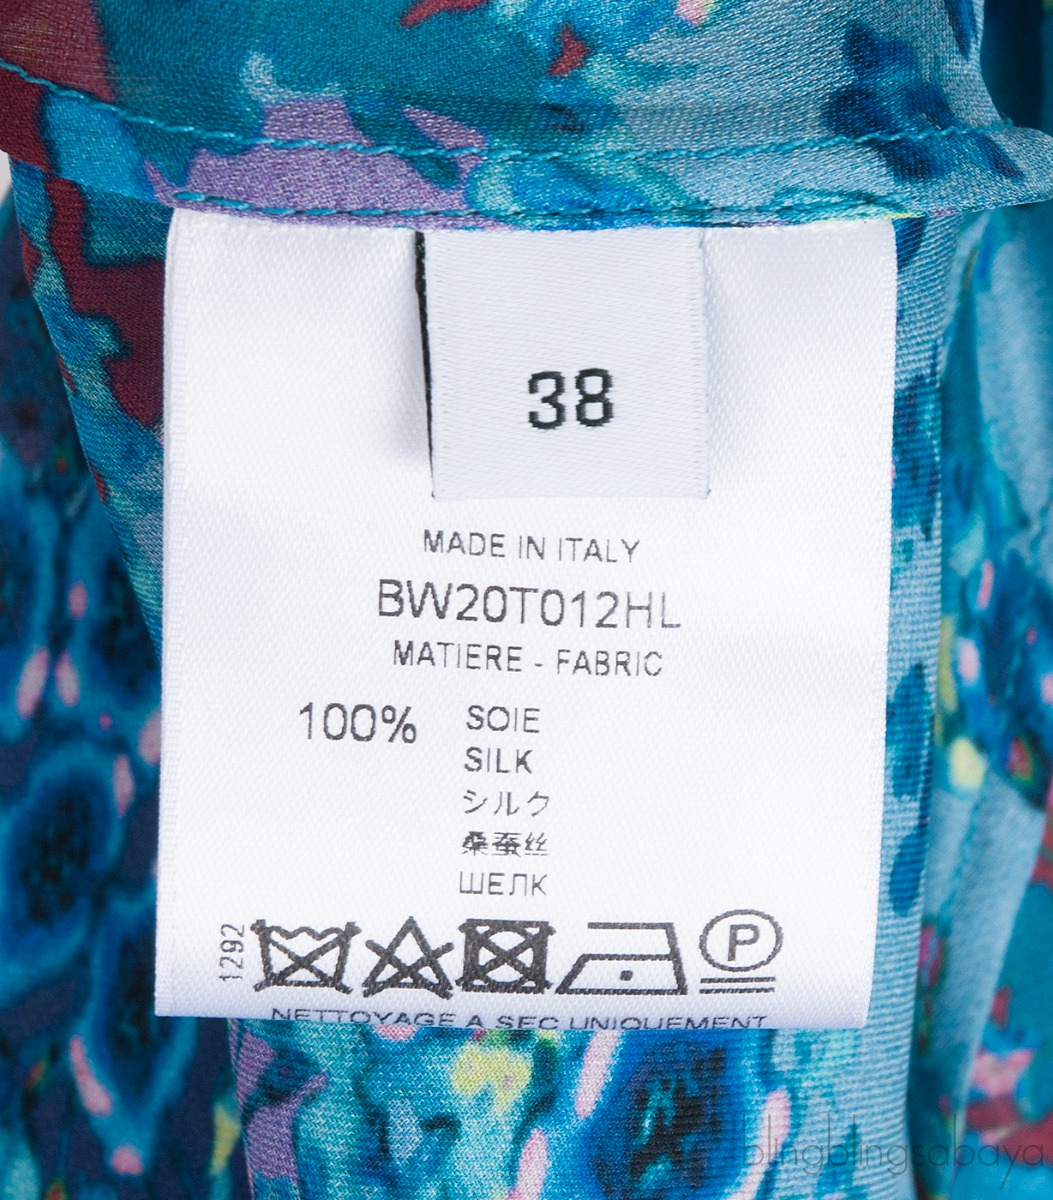 38
MADE IN ITALY
BW20T012HL
MATIERE - FABRIC
100% SOIE
SILK
シルク
桑蚕丝
ШЕЛК
1292
P
NETTOYAGE A SEC UNIQUEMENT
blingblingsabaya